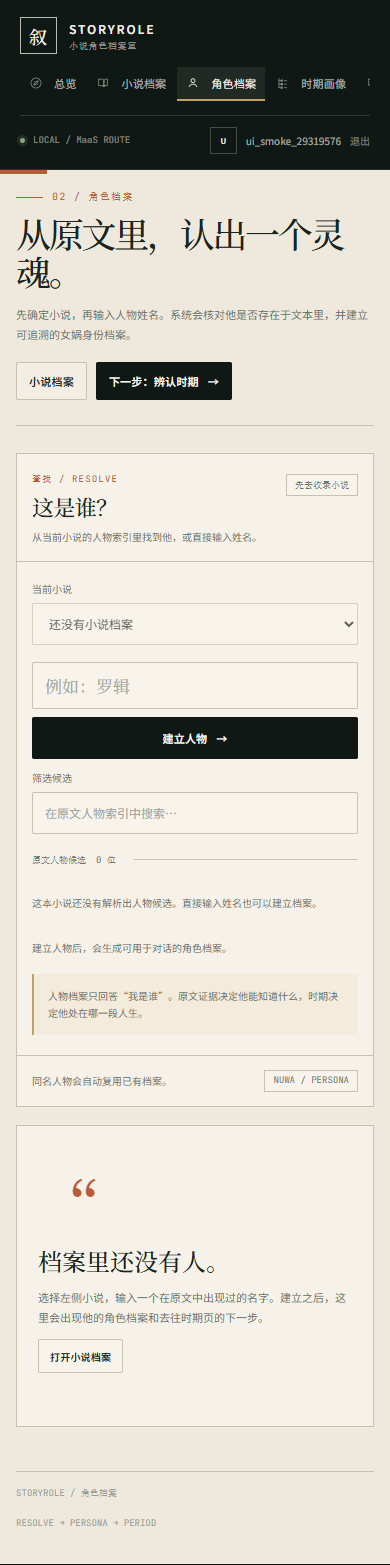 叙
STORYROLE
小说角色档案室
总览 小说档案 角色档案 时期画像
LOCAL / MaaS ROUTE
U ui_smoke_29319576 退出
02 / 角色档案
从原文里，认出一个灵
魂。
先确定小说，再输入人物姓名。系统会核对他是否存在于文本里，并建立
可追溯的女娲身份档案。
小说档案 下一步：辨认时期 →
查找 / RESOLVE
先去收录小说
这是谁？
从当前小说的人物索引里找到他，或直接输入姓名。
当前小说
还没有小说档案
例如：罗辑
建立人物 →
筛选候选
在原文人物索引中搜索…
原文人物候选 0 位
这本小说还没有解析出人物候选。直接输入姓名也可以建立档案。
建立人物后，会生成可用于对话的角色档案。
人物档案只回答“我是谁”。原文证据决定他能知道什么，时期决
定他处在哪一段人生。
同名人物会自动复用已有档案。
NUWA / PERSONA
“
档案里还没有人。
选择左侧小说，输入一个在原文中出现过的名字。建立之后，这
里会出现他的角色档案和去往时期页的下一步。
打开小说档案
STORYROLE / 角色档案
RESOLVE → PERSONA → PERIOD